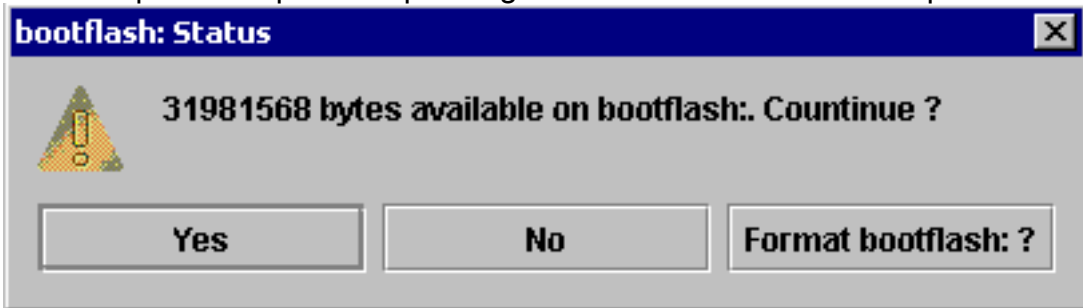 bootflash: Status
31981568 bytes available on bootflash:. Countinue ?
Yes
No
Format bootflash: ?